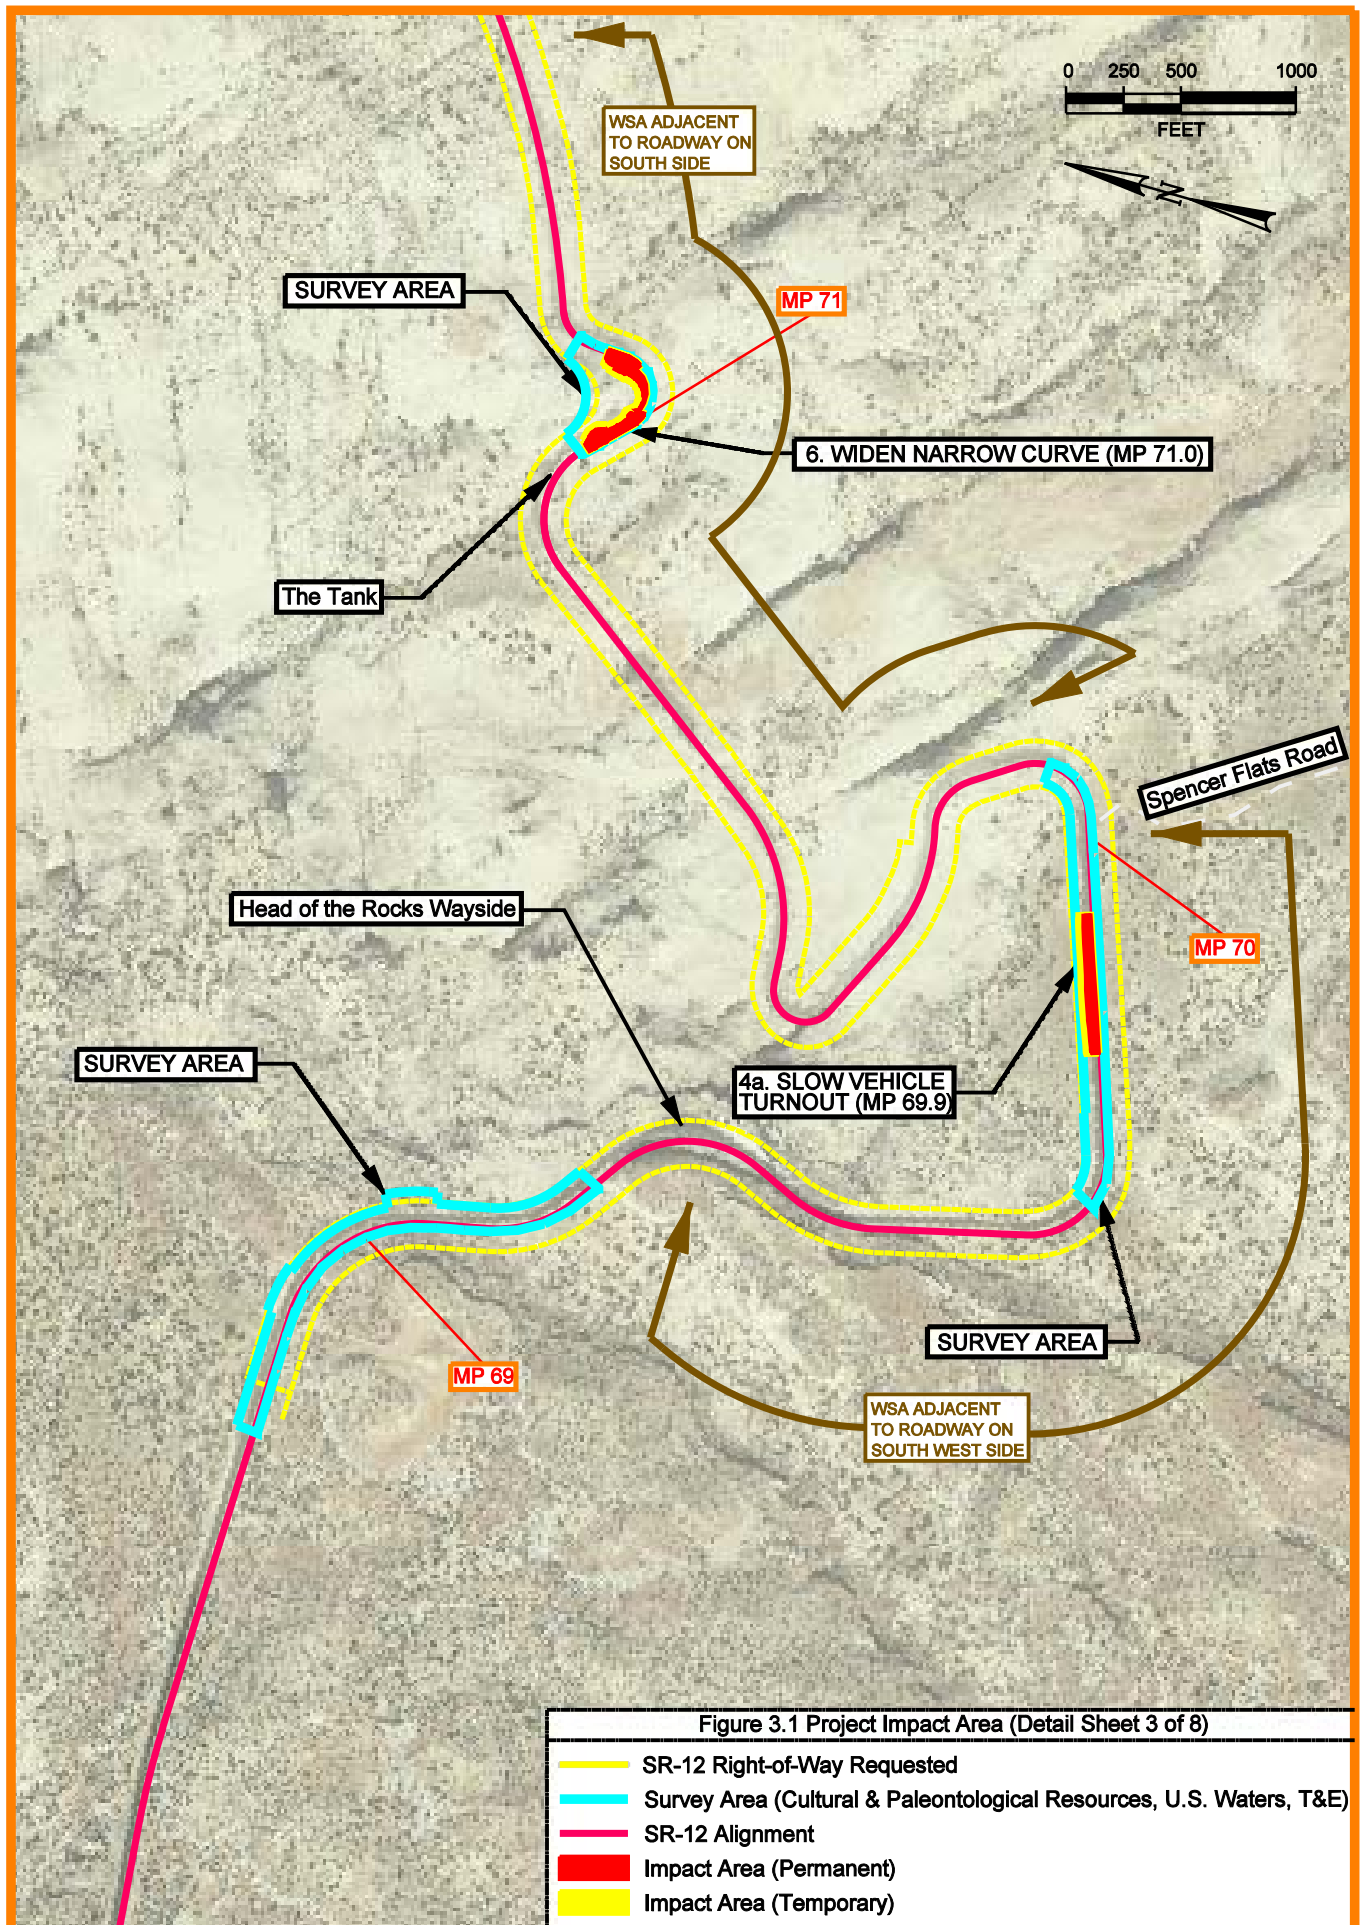 0 250 500 1000
FEET
N
WSA ADJACENT
TO ROADWAY ON
SOUTH SIDE
SURVEY AREA
MP 71
6. WIDEN NARROW CURVE (MP 71.0)
The Tank
Spencer Flats Road
Head of the Rocks Wayside
MP 70
SURVEY AREA
4a. SLOW VEHICLE
TURNOUT (MP 69.9)
SURVEY AREA
MP 69
WSA ADJACENT
TO ROADWAY ON
SOUTH WEST SIDE
Figure 3.1 Project Impact Area (Detail Sheet 3 of 8)
SR-12 Right-of-Way Requested
Survey Area (Cultural & Paleontological Resources, U.S. Waters, T&E)
SR-12 Alignment
Impact Area (Permanent)
Impact Area (Temporary)